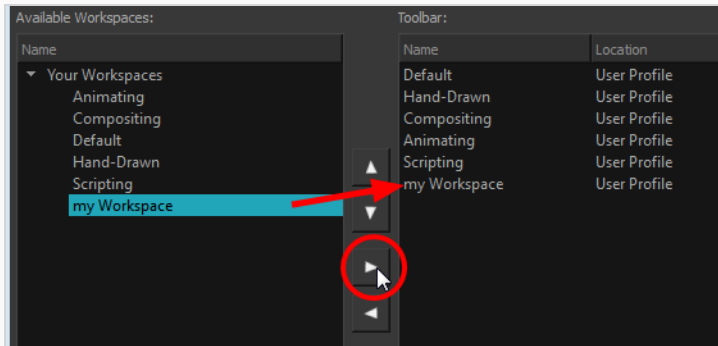 Available Workspaces:
Name
Your Workspaces
Animating
Compositing
Default
Hand-Drawn
Scripting
my Workspace
Toolbar:
Name Location
Default User Profile
Hand-Drawn User Profile
Compositing User Profile
Animating User Profile
Scripting User Profile
my Workspace User Profile